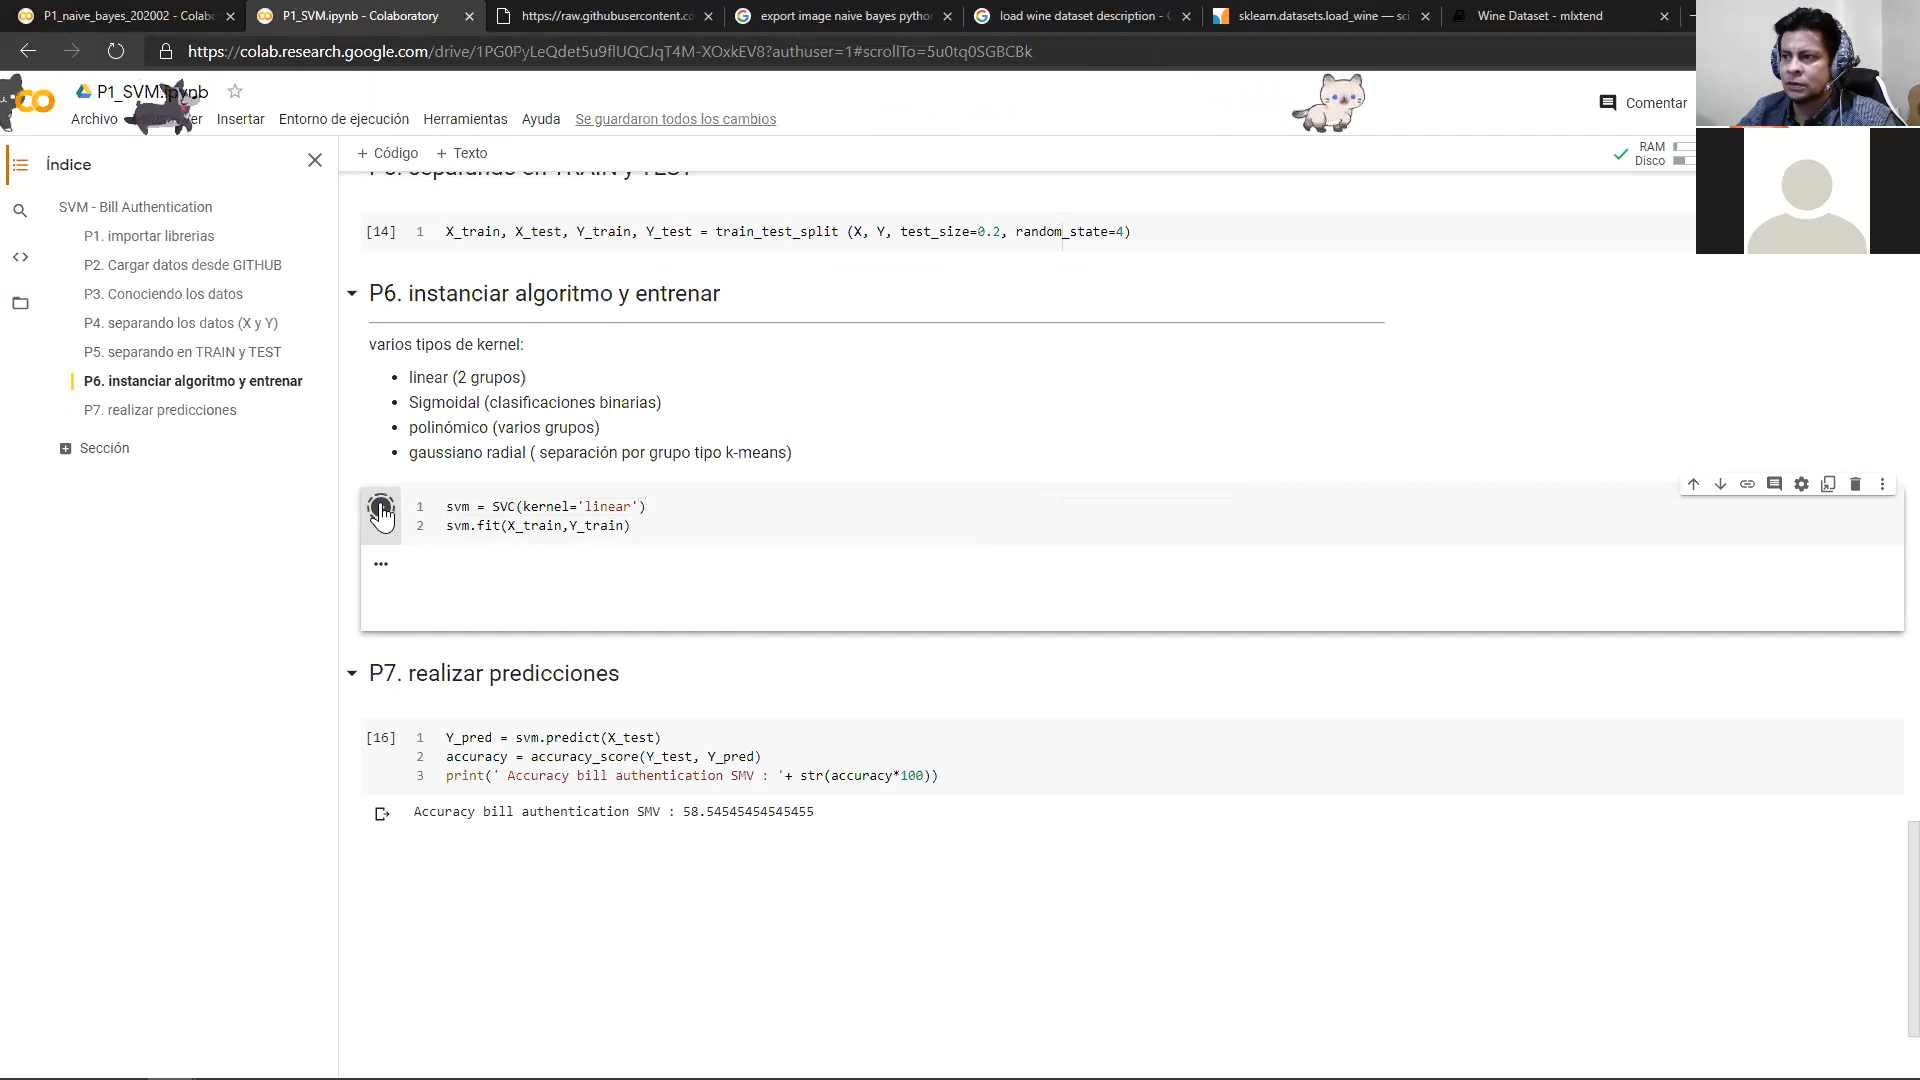 P1_naive_bayes_202002 - Colabo
P1_SVM.ipynb - Colaboratory
https://raw.githubusercontent.co
export image naive bayes python
load wine dataset description - G
sklearn.datasets.load_wine — sci
Wine Dataset - mlxtend
https://colab.research.google.com/drive/1PG0PyLeQdet5u9flUQCJqT4M-XOxkEV8?authuser=1#scrollTo=5u0tq0SGBCBk
P1_SVM.ipynb
Archivo
Insertar
Entorno de ejecución
Herramientas
Ayuda
Se guardaron todos los cambios
Comentar
Índice
SVM - Bill Authentication
P1. importar librerias
P2. Cargar datos desde GITHUB
P3. Conociendo los datos
P4. separando los datos (X y Y)
P5. separando en TRAIN y TEST
P6. instanciar algoritmo y entrenar
P7. realizar predicciones
Sección
+ Código
+ Texto
RAM
Disco
P5. separando en TRAIN y TEST
[14] 1 X_train, X_test, Y_train, Y_test = train_test_split (X, Y, test_size=0.2, random_state=4)
P6. instanciar algoritmo y entrenar
varios tipos de kernel:
• linear (2 grupos)
• Sigmoidal (clasificaciones binarias)
• polinómico (varios grupos)
• gaussiano radial ( separación por grupo tipo k-means)
1 svm = SVC(kernel='linear')
2 svm.fit(X_train,Y_train)
P7. realizar predicciones
[16] 1 Y_pred = svm.predict(X_test)
2 accuracy = accuracy_score(Y_test, Y_pred)
3 print(' Accuracy bill authentication SMV : '+ str(accuracy*100))
Accuracy bill authentication SMV : 58.54545454545455